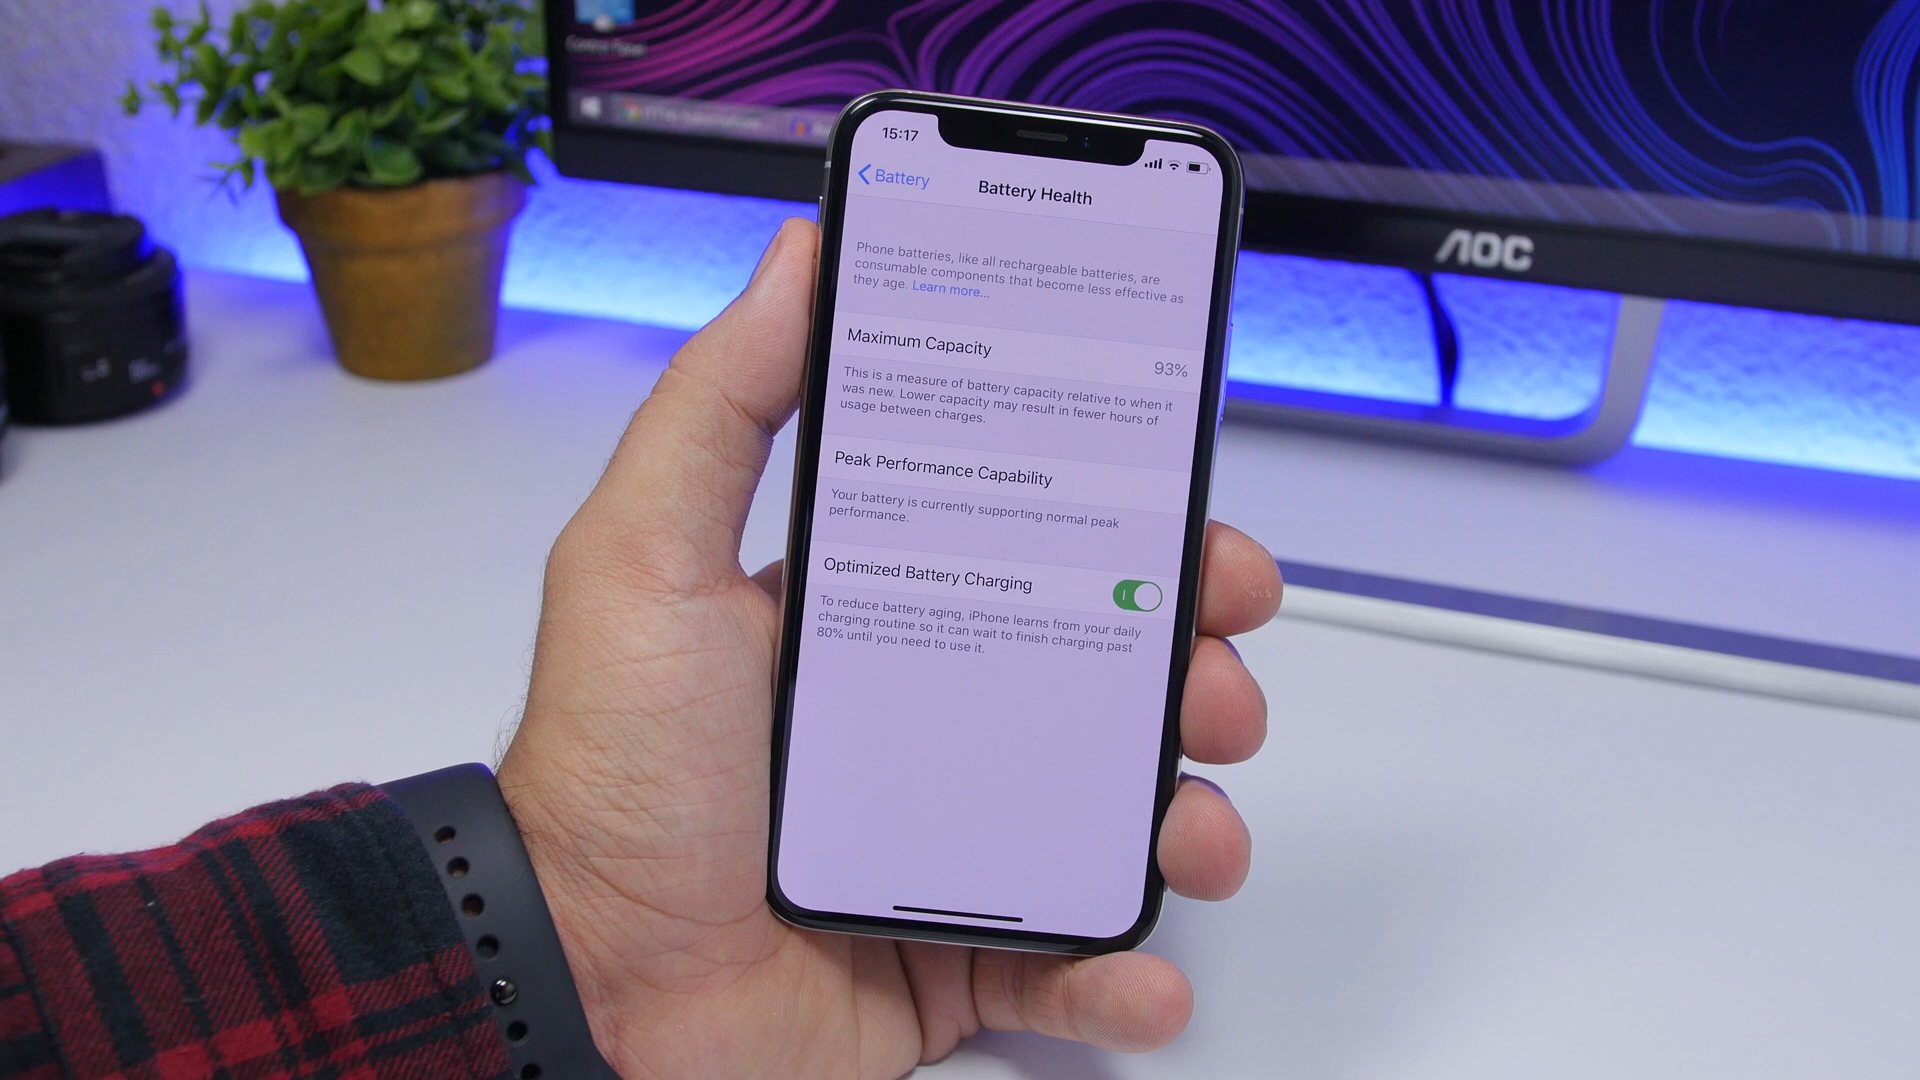 Control Panel
15:17
Battery
Battery Health
AOC
Phone batteries, like all rechargeable batteries, are
consumable components that become less effective as
they age. Learn more...
Maximum Capacity
93%
This is a measure of battery capacity relative to when it
was new. Lower capacity may result in fewer hours of
usage between charges.
Peak Performance Capability
Your battery is currently supporting normal peak
performance.
Optimized Battery Charging
To reduce battery aging, iPhone learns from your daily
charging routine so it can wait to finish charging past
80% until you need to use it.